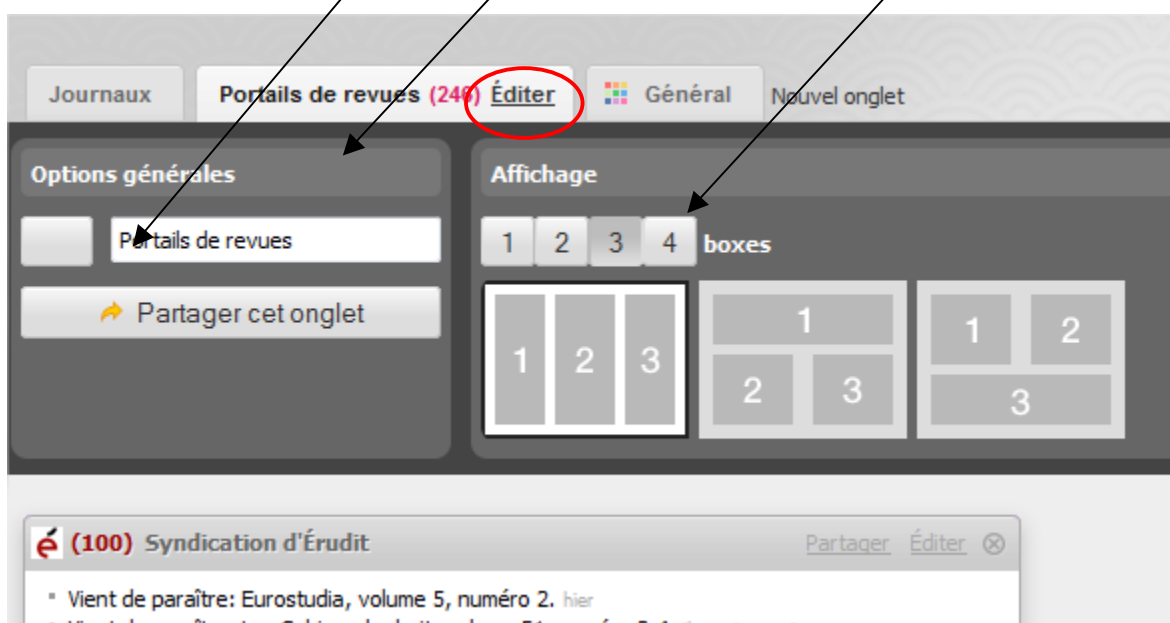 Journaux Portails de revues (246) Éditer Général Nouvel onglet
Options générales
Affichage
Portails de revues
1 2 3 4 boxes
Partager cet onglet
1 2 3
1
2 3
1 2
3
é (100) Syndication d'Érudit Partager Éditer
Vient de paraître: Eurostudia, volume 5, numéro 2. hier